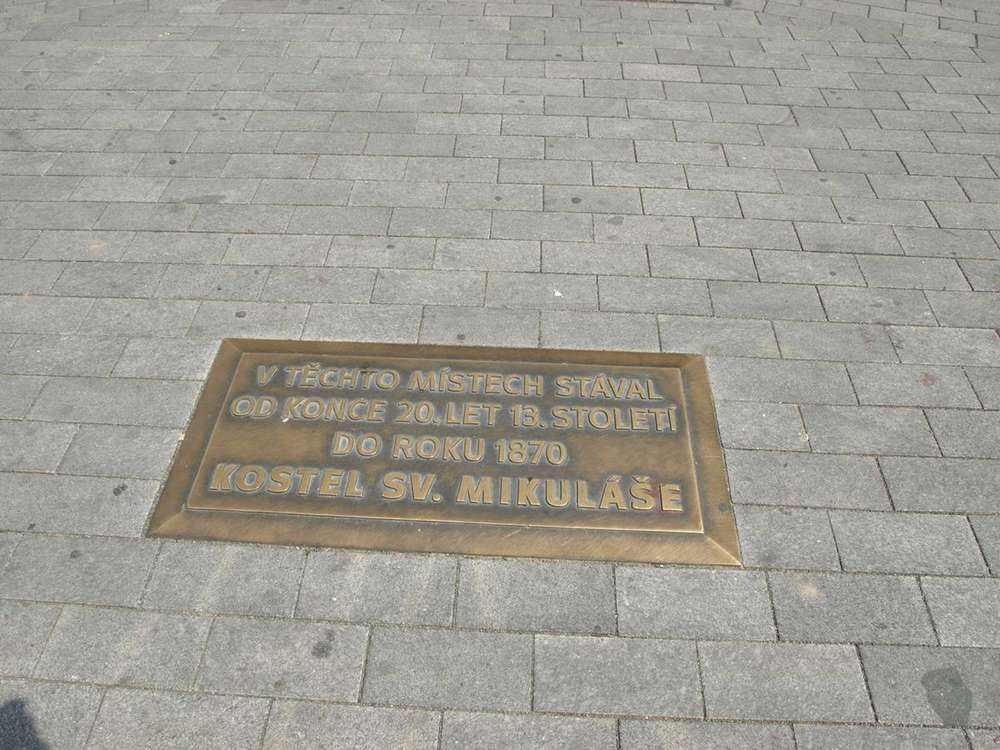 V TĚCHTO MÍSTECH STÁVAL
OD KONCE 20. LET 13. STOLETÍ
DO ROKU 1870
KOSTEL SV. MIKULÁŠE